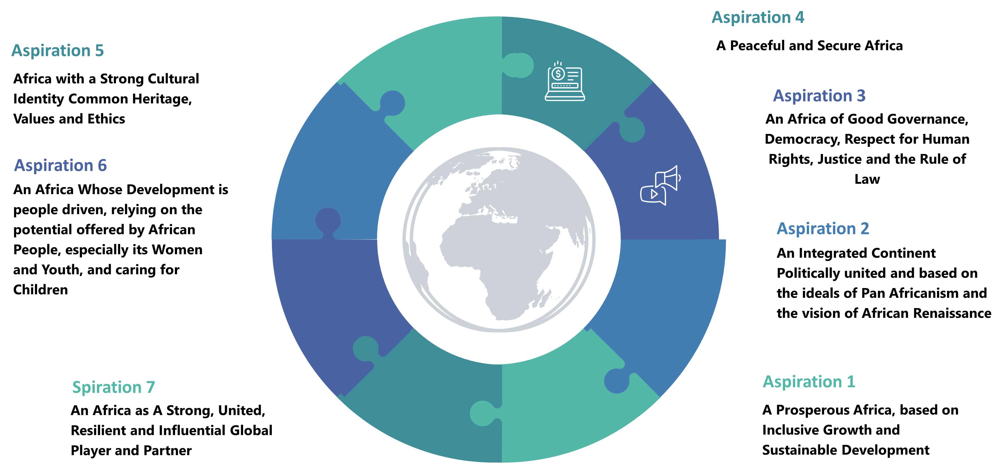 Aspiration 5
Africa with a Strong Cultural
Identity Common Heritage,
Values and Ethics
Aspiration 6
An Africa Whose Development is
people driven, relying on the
potential offered by African
People, especially its Women
and Youth, and caring for
Children
Spiration 7
An Africa as A Strong, United,
Resilient and Influential Global
Player and Partner
$
Aspiration 4
A Peaceful and Secure Africa
Aspiration 3
An Africa of Good Governance,
Democracy, Respect for Human
Rights, Justice and the Rule of
Law
Aspiration 2
An Integrated Continent
Politically united and based on
the ideals of Pan Africanism and
the vision of African Renaissance
Aspiration 1
A Prosperous Africa, based on
Inclusive Growth and
Sustainable Development